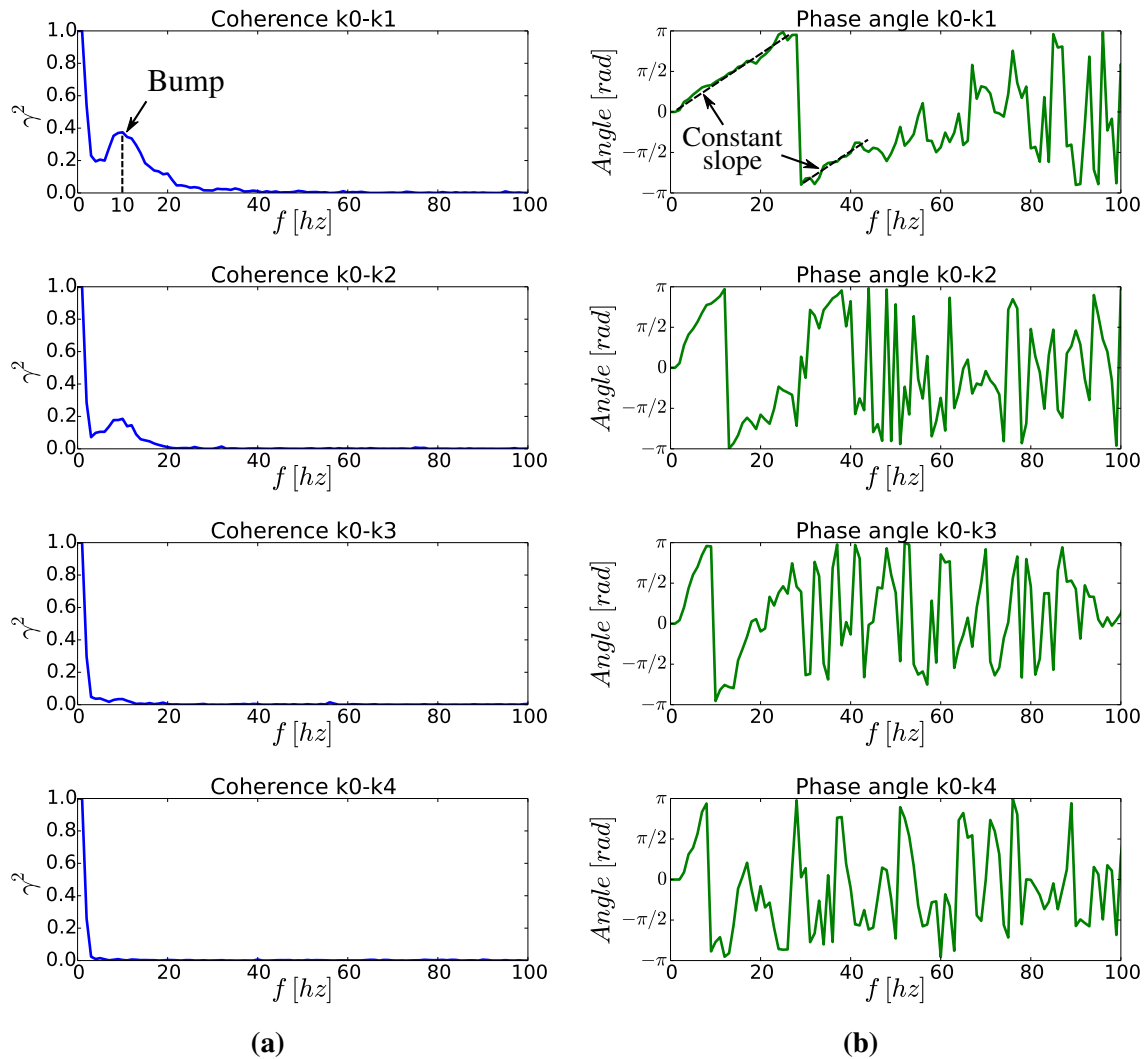 Coherence k0-k1
1.0
0.8
0.6
0.4
0.2
0.0
γ²
Bump
0 10 20 40 60 80 100
f [hz]
Phase angle k0-k1
π
π/2
0
−π/2
−π
Angle [rad]
Constant
slope
0 20 40 60 80 100
f [hz]
Coherence k0-k2
1.0
0.8
0.6
0.4
0.2
0.0
γ²
0 20 40 60 80 100
f [hz]
Phase angle k0-k2
π
π/2
0
−π/2
−π
Angle [rad]
0 20 40 60 80 100
f [hz]
Coherence k0-k3
1.0
0.8
0.6
0.4
0.2
0.0
γ²
0 20 40 60 80 100
f [hz]
Phase angle k0-k3
π
π/2
0
−π/2
−π
Angle [rad]
0 20 40 60 80 100
f [hz]
Coherence k0-k4
1.0
0.8
0.6
0.4
0.2
0.0
γ²
0 20 40 60 80 100
f [hz]
Phase angle k0-k4
π
π/2
0
−π/2
−π
Angle [rad]
0 20 40 60 80 100
f [hz]
(a)
(b)